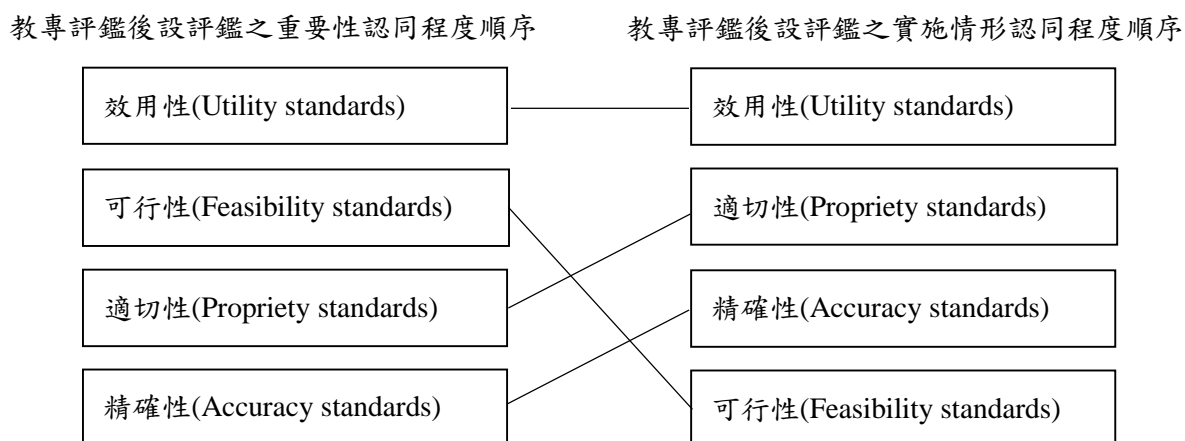 教專評鑑後設評鑑之重要性認同程度順序
教專評鑑後設評鑑之實施情形認同程度順序
效用性(Utility standards)
效用性(Utility standards)
可行性(Feasibility standards)
適切性(Propriety standards)
適切性(Propriety standards)
精確性(Accuracy standards)
精確性(Accuracy standards)
可行性(Feasibility standards)